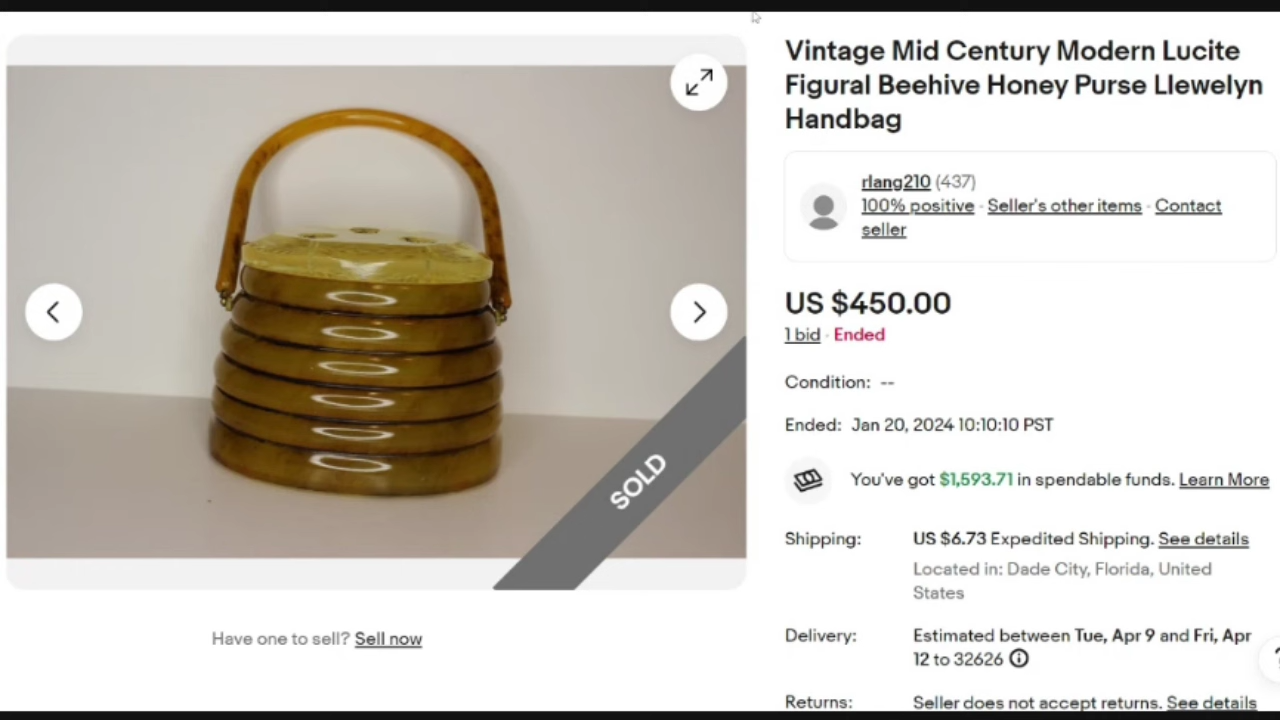 Vintage Mid Century Modern Lucite
Figural Beehive Honey Purse Llewelyn
Handbag
rlang210 (437)
100% positive · Seller's other items · Contact
seller
US $450.00
1 bid · Ended
Condition: --
Ended: Jan 20, 2024 10:10:10 PST
You've got $1,593.71 in spendable funds. Learn More
Shipping: US $6.73 Expedited Shipping. See details
Located in: Dade City, Florida, United
States
Delivery: Estimated between Tue, Apr 9 and Fri, Apr
12 to 32626
Returns: Seller does not accept returns. See details
SOLD
Have one to sell? Sell now
?